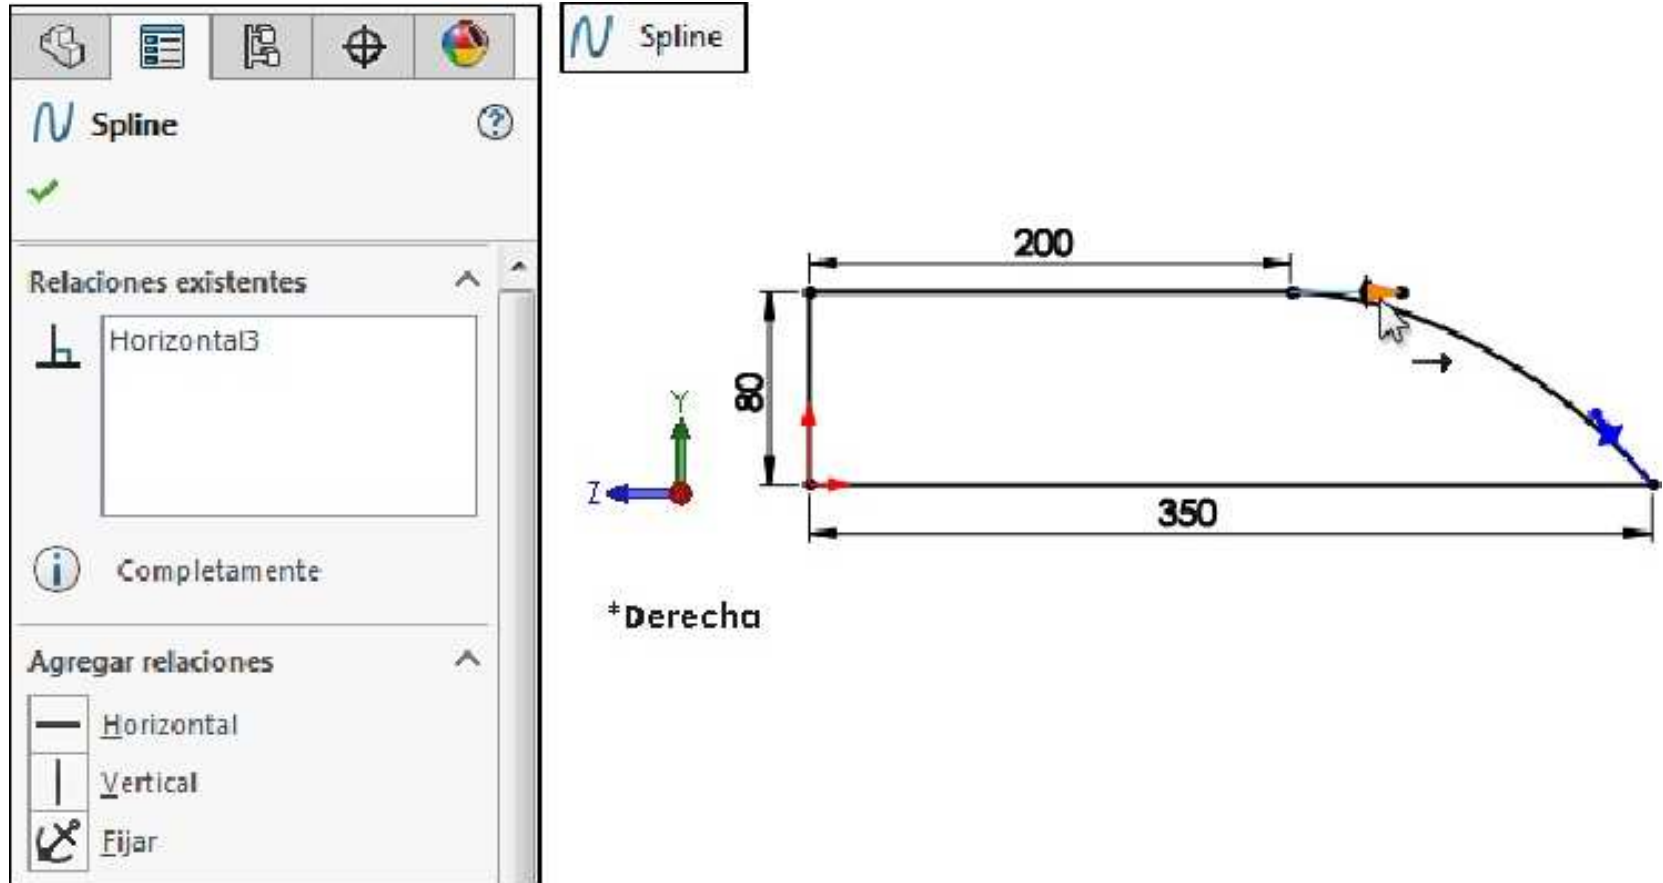 Spline
Relaciones existentes
Horizontal3
Completamente
Agregar relaciones
Horizontal
Vertical
Fijar
Spline
200
80
Y
Z
350
*Derecha